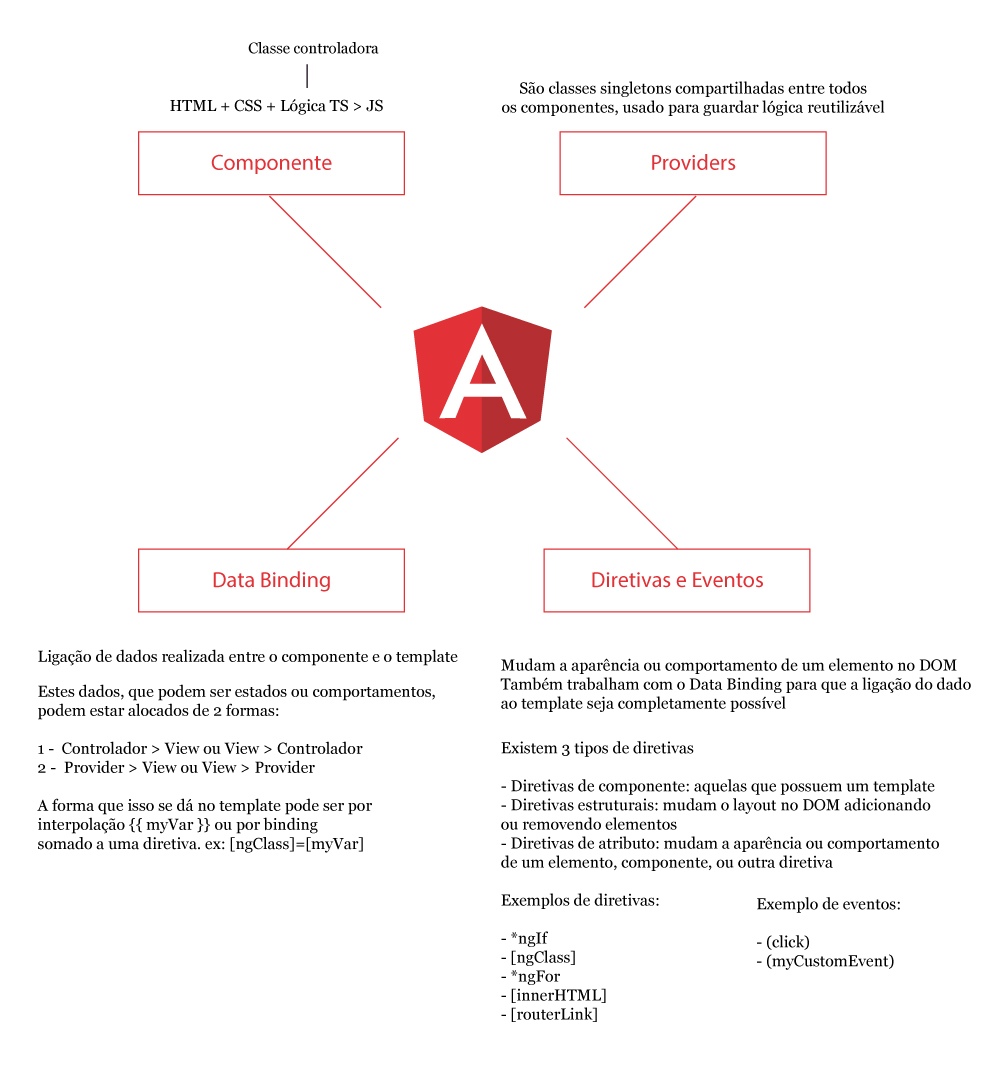 Classe controladora
HTML + CSS + Lógica TS > JS
Componente
São classes singletons compartilhadas entre todos
os componentes, usado para guardar lógica reutilizável
Providers
A
Data Binding
Ligação de dados realizada entre o componente e o template
Estes dados, que podem ser estados ou comportamentos,
podem estar alocados de 2 formas:
1 - Controlador > View ou View > Controlador
2 - Provider > View ou View > Provider
A forma que isso se dá no template pode ser por
interpolação {{ myVar }} ou por binding
somado a uma diretiva. ex: [ngClass]=[myVar]
Diretivas e Eventos
Mudam a aparência ou comportamento de um elemento no DOM
Também trabalham com o Data Binding para que a ligação do dado
ao template seja completamente possível
Existem 3 tipos de diretivas
- Diretivas de componente: aquelas que possuem um template
- Diretivas estruturais: mudam o layout no DOM adicionando
ou removendo elementos
- Diretivas de atributo: mudam a aparência ou comportamento
de um elemento, componente, ou outra diretiva
Exemplos de diretivas:
- *ngIf
- [ngClass]
- *ngFor
- [innerHTML]
- [routerLink]
Exemplo de eventos:
- (click)
- (myCustomEvent)